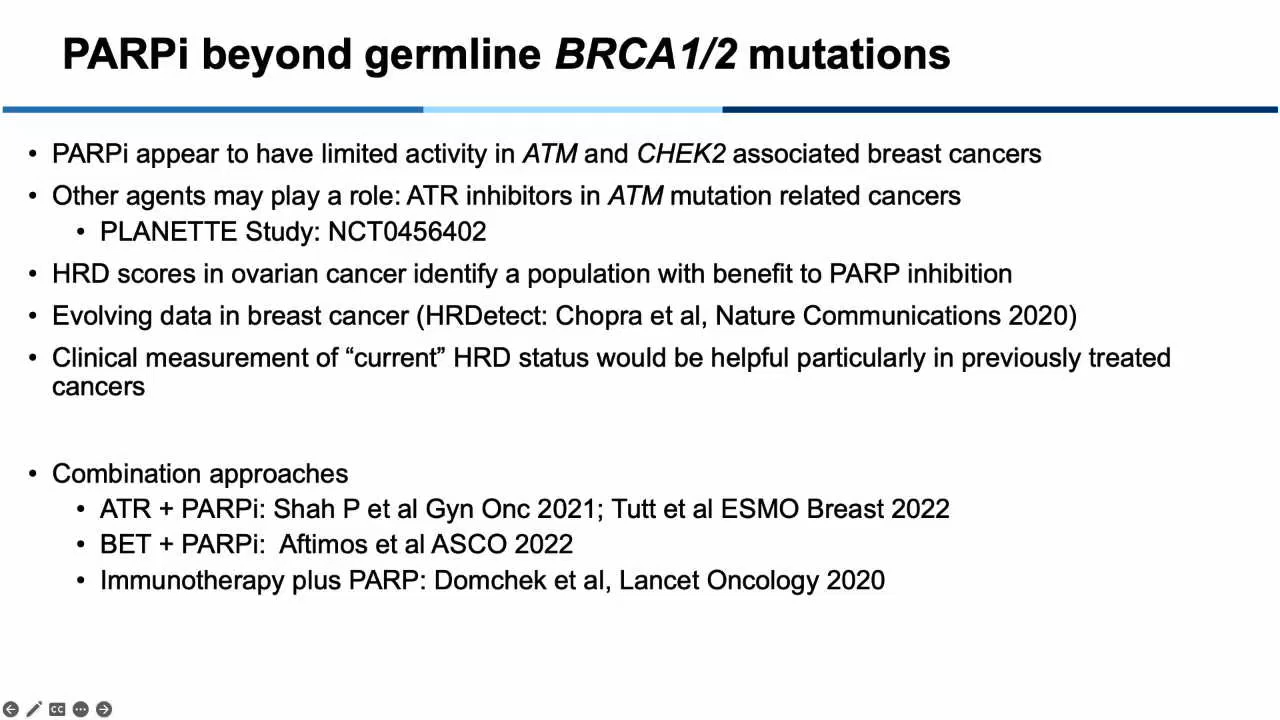 PARPi beyond germline BRCA1/2 mutations
• PARPi appear to have limited activity in ATM and CHEK2 associated breast cancers
• Other agents may play a role: ATR inhibitors in ATM mutation related cancers
• PLANETTE Study: NCT0456402
• HRD scores in ovarian cancer identify a population with benefit to PARP inhibition
• Evolving data in breast cancer (HRDetect: Chopra et al, Nature Communications 2020)
• Clinical measurement of “current” HRD status would be helpful particularly in previously treated
cancers
• Combination approaches
• ATR + PARPi: Shah P et al Gyn Onc 2021; Tutt et al ESMO Breast 2022
• BET + PARPi: Aftimos et al ASCO 2022
• Immunotherapy plus PARP: Domchek et al, Lancet Oncology 2020
CC